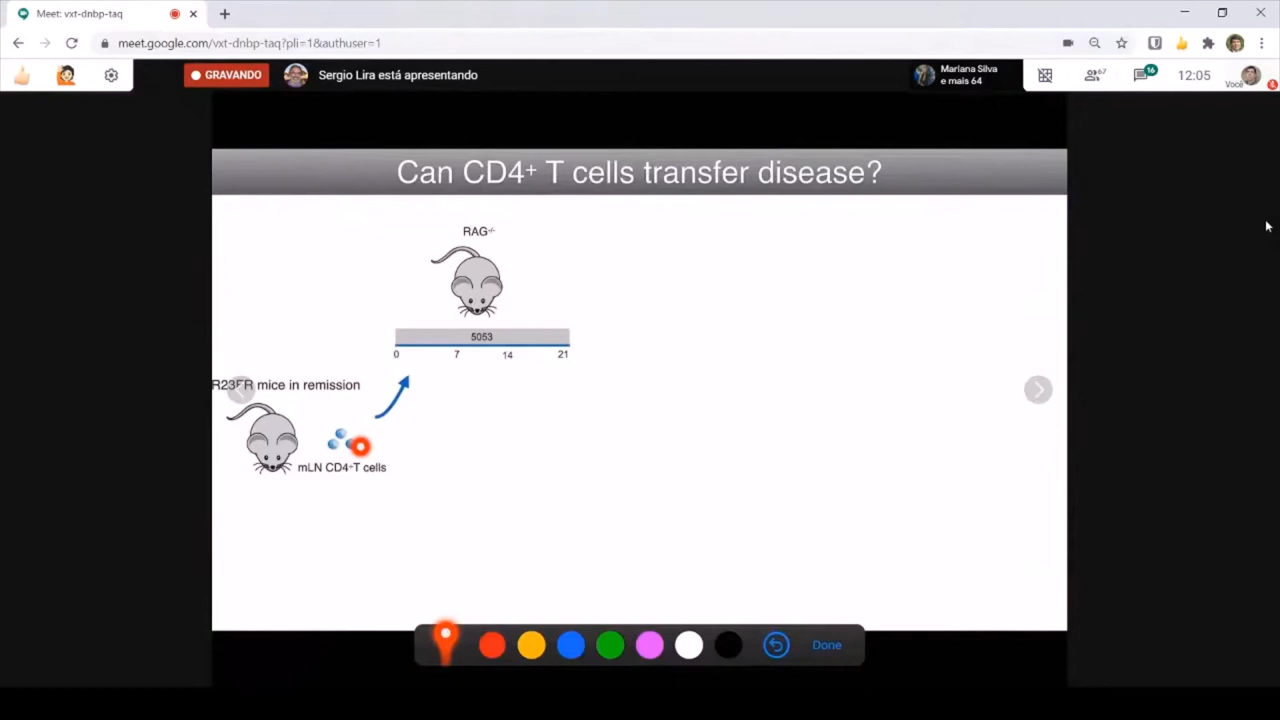 Meet: vxt-dnbp-taq
meet.google.com/vxt-dnbp-taq?pli=1&authuser=1
GRAVANDO
Sergio Lira está apresentando
Mariana Silva
e mais 64
67
16
12:05
Você
Can CD4⁺ T cells transfer disease?
RAG⁻/⁻
5053
0 7 14 21
R23FR mice in remission
mLN CD4⁺T cells
Done